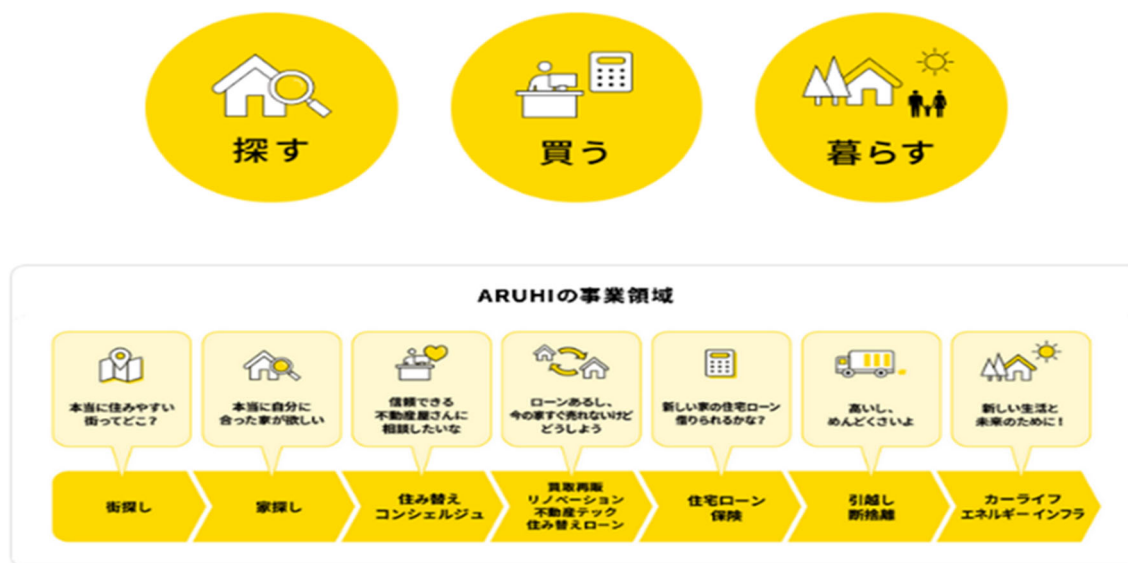 探す
買う
暮らす
ARUHIの事業領域
本当に住みやすい
街ってどこ？
本当に自分に
合った家が欲しい
信頼できる
不動産屋さんに
相談したいな
ローンあるし、
今の家すぐ売れないけど
どうしよう
新しい家の住宅ローン
借りられるかな？
高いし、
めんどくさいよ
新しい生活と
未来のために！
街探し
家探し
住み替え
コンシェルジュ
買取再販
リノベーション
不動産テック
住み替えローン
住宅ローン
保険
引越し
断捨離
カーライフ
エネルギー インフラ